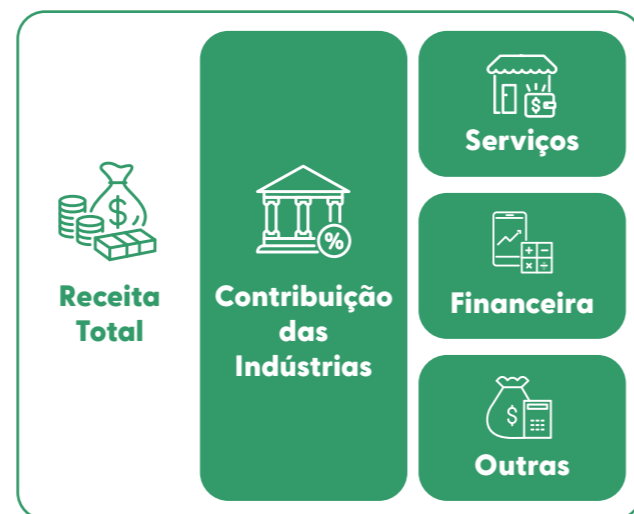 Receita
Total
Contribuição
das
Indústrias
Serviços
Financeira
Outras